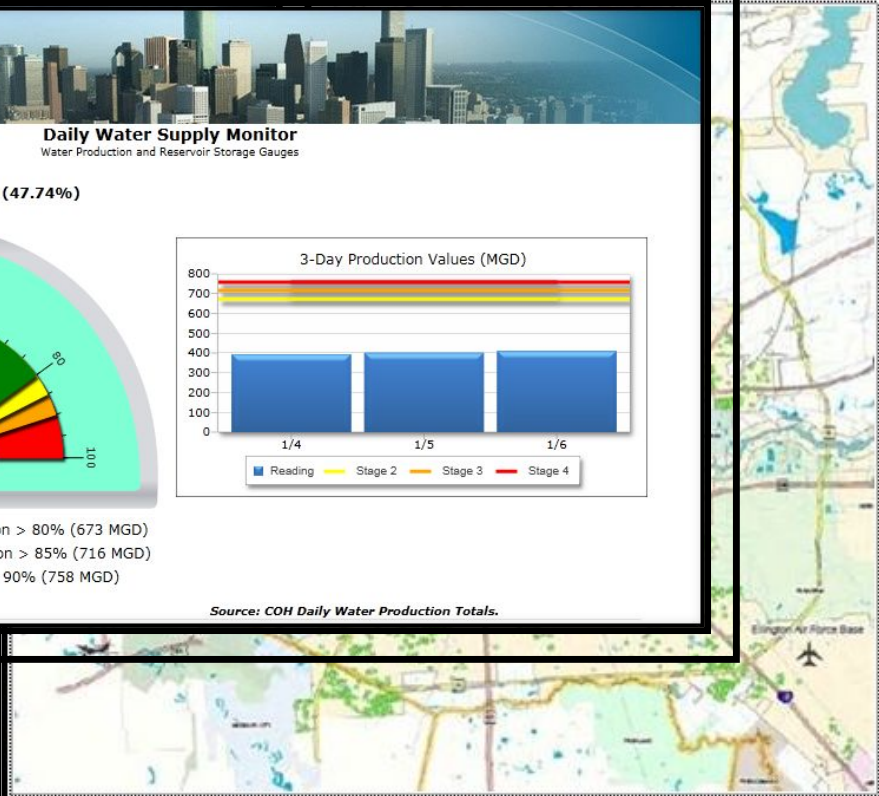 Daily Water Supply Monitor
Water Production and Reservoir Storage Gauges
(47.74%)
80
100
3-Day Production Values (MGD)
800
700
600
500
400
300
200
100
0
1/4 1/5 1/6
Reading Stage 2 Stage 3 Stage 4
n > 80% (673 MGD)
on > 85% (716 MGD)
90% (758 MGD)
Source: COH Daily Water Production Totals.
Ellington Air Force Base